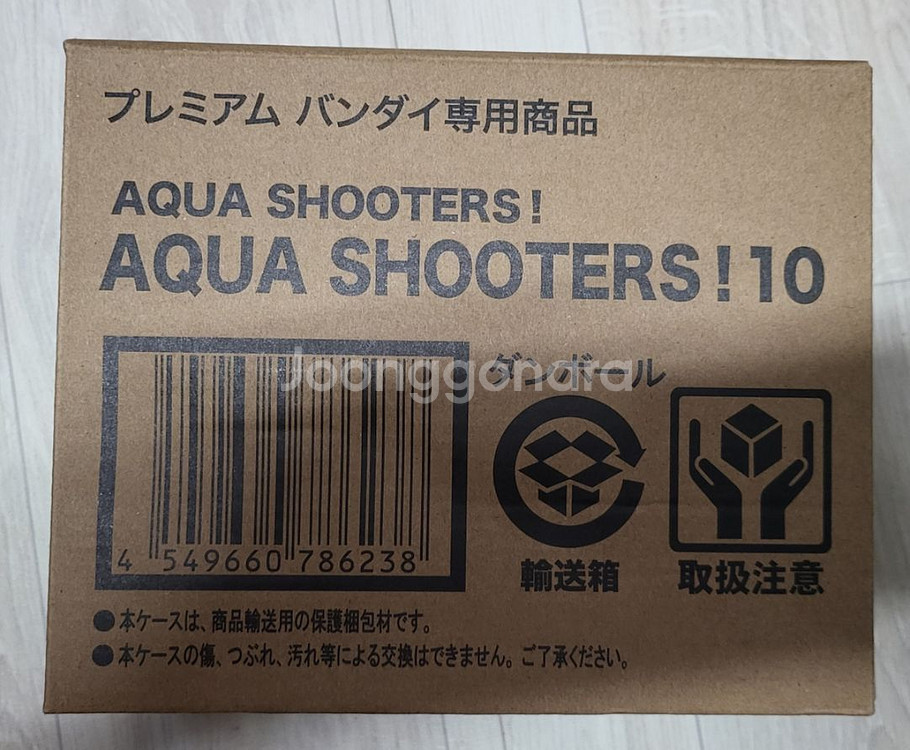 プレミアム バンダイ専用商品
AQUA SHOOTERS!
AQUA SHOOTERS!10
Joonggonara
ダンボール
4 549660 786238
輸送箱
取扱注意
●本ケースは、商品輸送用の保護梱包材です。
●本ケースの傷、つぶれ、汚れ等による交換はできません。ご了承ください。